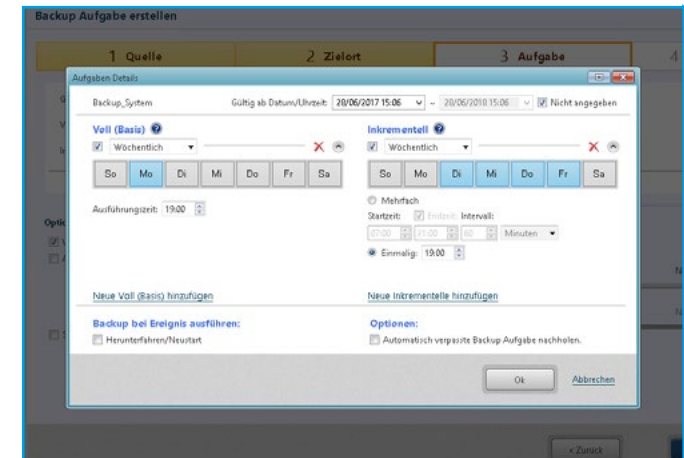 Backup Aufgabe erstellen
1 Quelle 2 Zielort 3 Aufgabe 4
Aufgaben Details
Backup_System Gültig ab Datum/Uhrzeit: 28/06/2017 15:06 ~ 28/06/2018 15:06 Nicht angegeben
Voll (Basis) Inkrementell
Wöchentlich Wöchentlich
So Mo Di Mi Do Fr Sa So Mo Di Mi Do Fr Sa
Ausführungszeit: 19:00
Mehrfach
Startzeit: Endzeit: Intervall:
07:00 21:00 60 Minuten
Einmalig: 19:00
Neue Voll (Basis) hinzufügen Neue Inkrementelle hinzufügen
Backup bei Ereignis ausführen: Optionen:
Herunterfahren/Neustart Automatisch verpasste Backup Aufgabe nachholen.
Ok Abbrechen
<Zurück